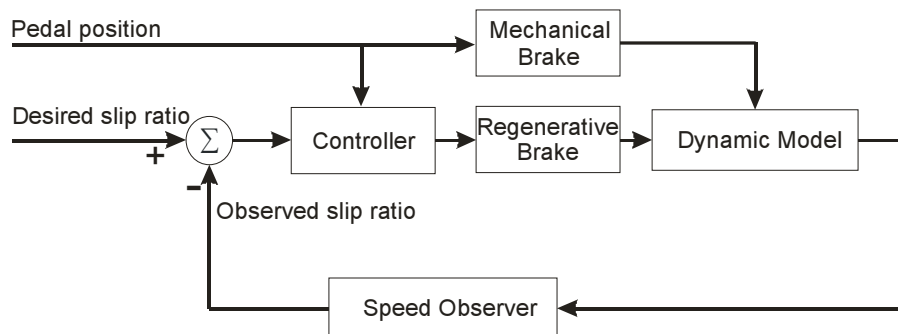 Pedal position
Mechanical
Brake
Desired slip ratio
+
Σ
-
Controller
Regenerative
Brake
Dynamic Model
Observed slip ratio
Speed Observer